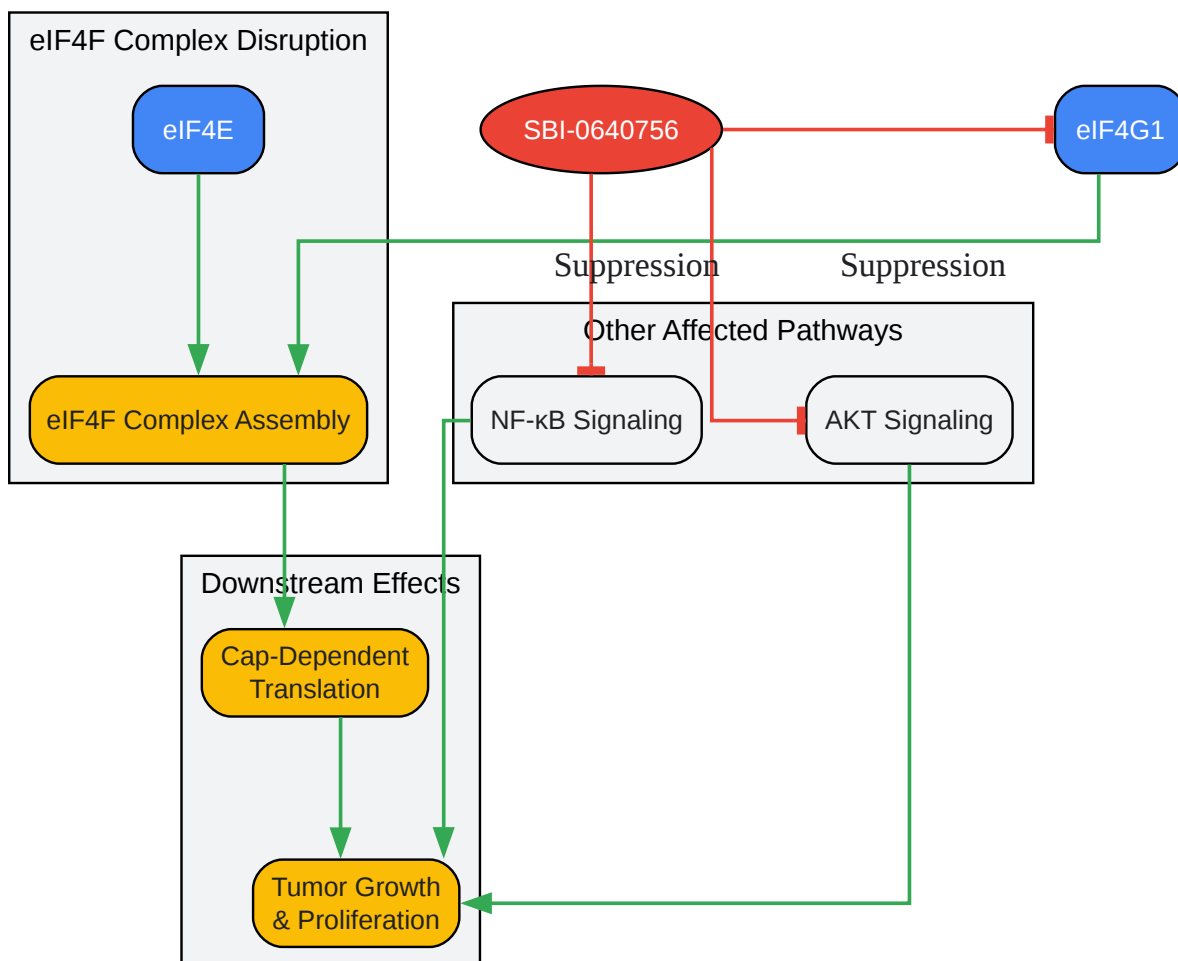 eIF4F Complex Disruption
eIF4E
SBI-0640756
eIF4G1
Suppression
Suppression
Other Affected Pathways
eIF4F Complex Assembly
NF-κB Signaling
AKT Signaling
Downstream Effects
Cap-Dependent
Translation
Tumor Growth
& Proliferation